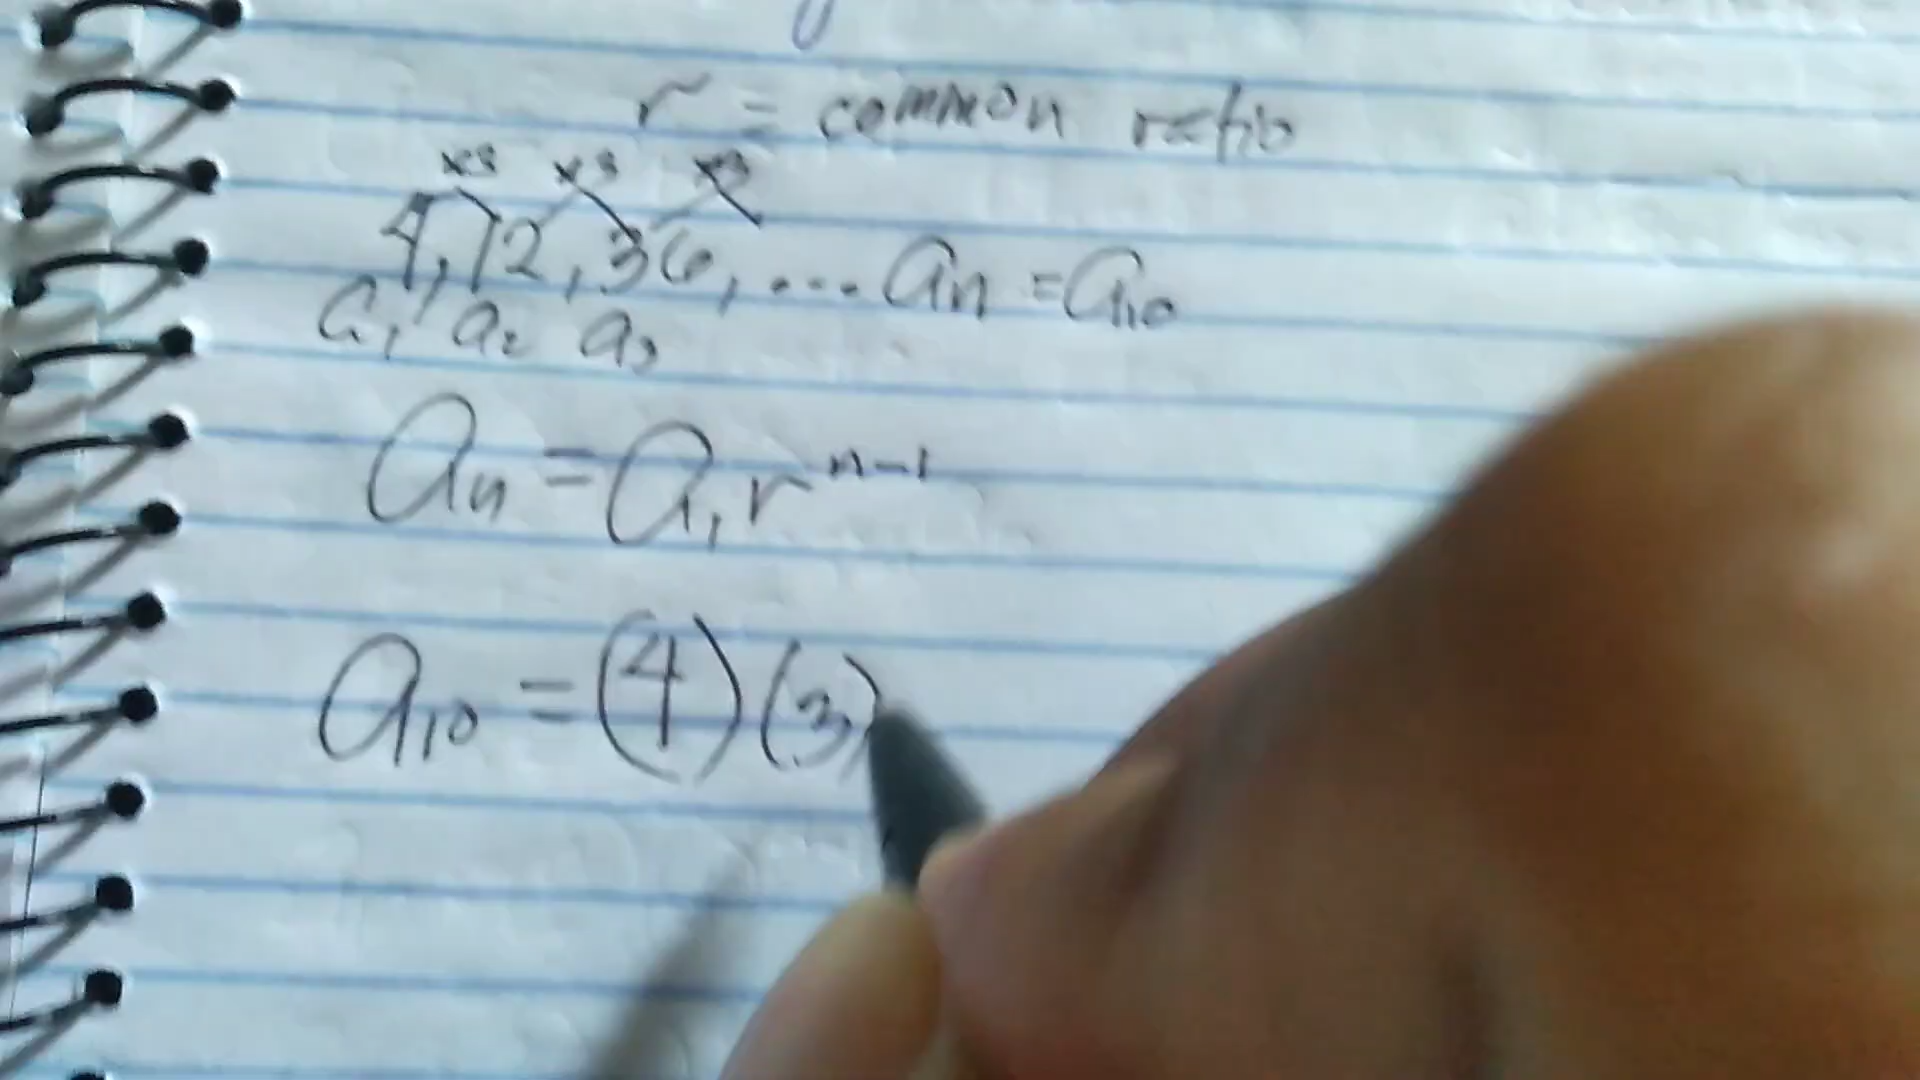 r = common ratio
x3 x3 x3
4, 12, 36, ... an = a10
a1 a2 a3
an = a1 r^n-1
a10 = (4)(3)